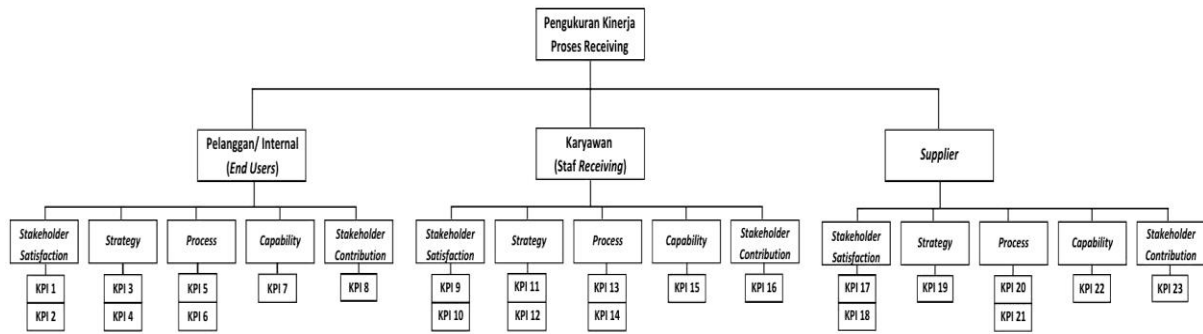 Pengukuran Kinerja
Proses Receiving
Pelanggan/ Internal
(End Users)
Karyawan
(Staf Receiving)
Supplier
Stakeholder
Satisfaction
Strategy
Process
Capability
Stakeholder
Contribution
Stakeholder
Satisfaction
Strategy
Process
Capability
Stakeholder
Contribution
Stakeholder
Satisfaction
Strategy
Process
Capability
Stakeholder
Contribution
KPI 1
KPI 3
KPI 5
KPI 7
KPI 8
KPI 9
KPI 11
KPI 13
KPI 15
KPI 16
KPI 17
KPI 19
KPI 20
KPI 22
KPI 23
KPI 2
KPI 4
KPI 6
KPI 10
KPI 12
KPI 14
KPI 18
KPI 21